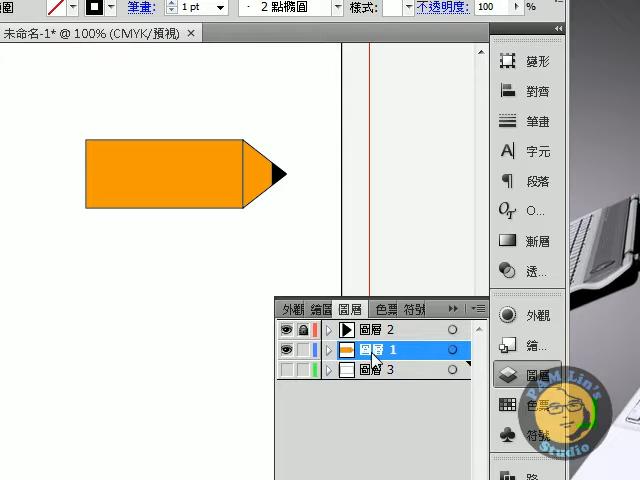 筆畫: 1 pt 2 點橢圓 樣式: 不透明度: 100 %
未命名-1* @ 100% (CMYK/預視) ×
變形
對齊
筆畫
字元
段落
O...
漸層
透...
外觀
繪...
圖層
色票
符號
外觀 繪圖 圖層 色票 符號
圖層 2
圖層 1
圖層 3
PAM Lin's
Studio